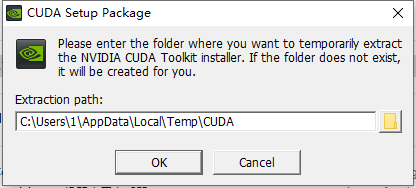 CUDA Setup Package
Please enter the folder where you want to temporarily extract
the NVIDIA CUDA Toolkit installer. If the folder does not exist,
it will be created for you.
Extraction path:
C:\Users\1\AppData\Local\Temp\CUDA
OK
Cancel